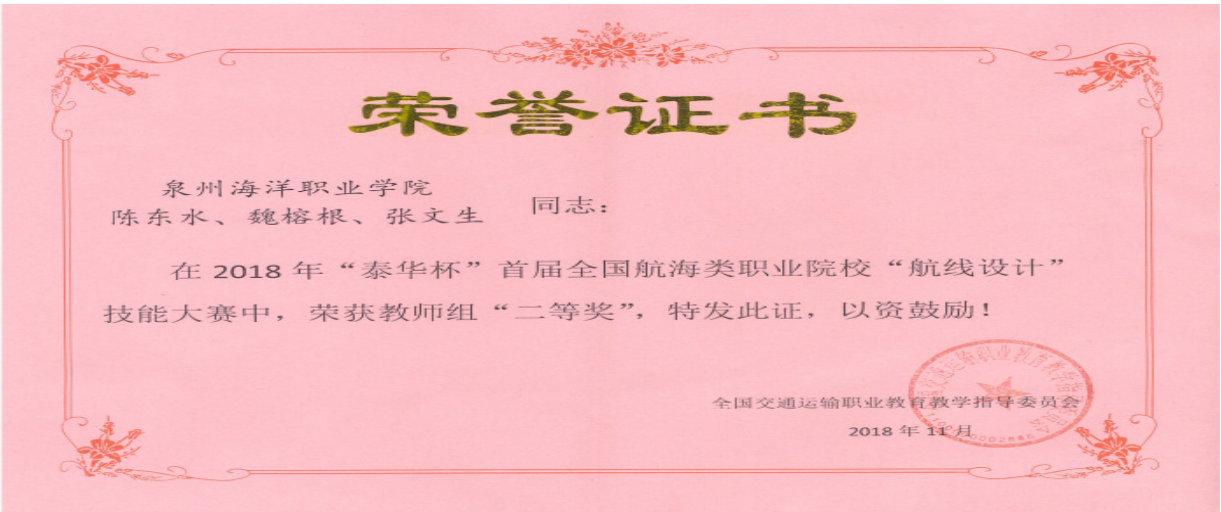 荣誉证书
泉州海洋职业学院
陈东水、魏榕根、张文生 同志：
在 2018 年“泰华杯”首届全国航海类职业院校“航线设计”
技能大赛中，荣获教师组“二等奖”，特发此证，以资鼓励！
全国交通运输职业教育教学指导委员会
2018 年 11 月